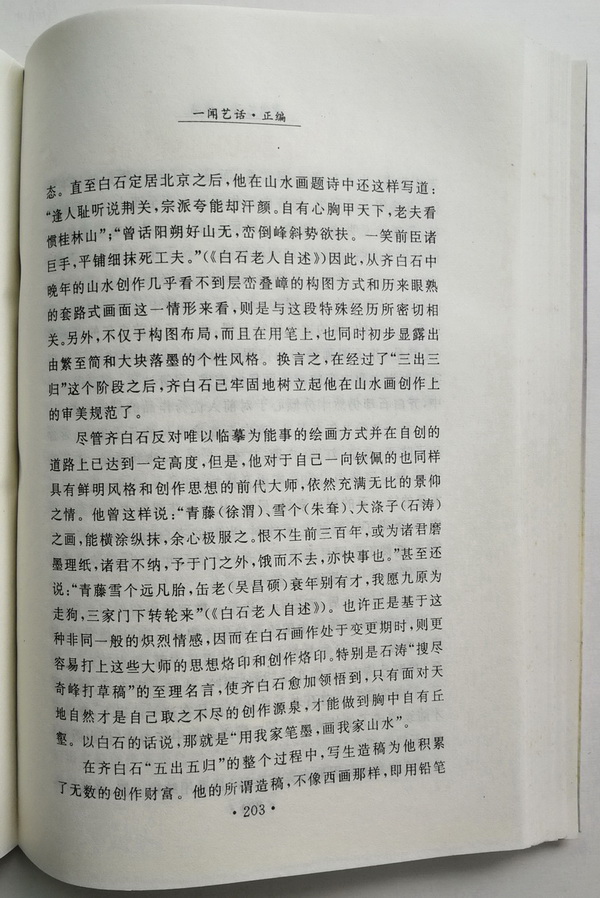 一闻艺话·正编
态。直至白石定居北京之后，他在山水画题诗中还这样写道：
“逢人耻听说荆关，宗派夸能却汗颜。自有心胸甲天下，老夫看
惯桂林山”；“曾话阳朔好山无，峦倒峰斜势欲扶。一笑前臣诸
巨手，平铺细抹死工夫。”（《白石老人自述》）因此，从齐白石中
晚年的山水创作几乎看不到层峦叠嶂的构图方式和历来眼熟
的套路式画面这一情形来看，则是与这段特殊经历所密切相
关。另外，不仅于构图布局，而且在用笔上，也同时初步显露出
由繁至简和大块落墨的个性风格。换言之，在经过了“三出三
归”这个阶段之后，齐白石已牢固地树立起他在山水画创作上
的审美规范了。
尽管齐白石反对唯以临摹为能事的绘画方式并在自创的
道路上已达到一定高度，但是，他对于自己一向钦佩的也同样
具有鲜明风格和创作思想的前代大师，依然充满无比的景仰
之情。他曾这样说：“青藤（徐渭）、雪个（朱耷）、大涤子（石涛）
之画，能横涂纵抹，余心极服之。恨不生前三百年，或为诸君磨
墨理纸，诸君不纳，予于门之外，饿而不去，亦快事也。”甚至还
说：“青藤雪个远凡胎，缶老（吴昌硕）衰年别有才，我愿九原为
走狗，三家门下转轮来”（《白石老人自述》）。也许正是基于这
种非同一般的炽烈情感，因而在白石画作处于变更期时，则更
容易打上这些大师的思想烙印和创作烙印。特别是石涛“搜尽
奇峰打草稿”的至理名言，使齐白石愈加领悟到，只有面对天
地自然才是自己取之不尽的创作源泉，才能做到胸中自有丘
壑。以白石的话说，那就是“用我家笔墨，画我家山水”。
在齐白石“五出五归”的整个过程中，写生造稿为他积累
了无数的创作财富。他的所谓造稿，不像西画那样，即用铅笔
·203·